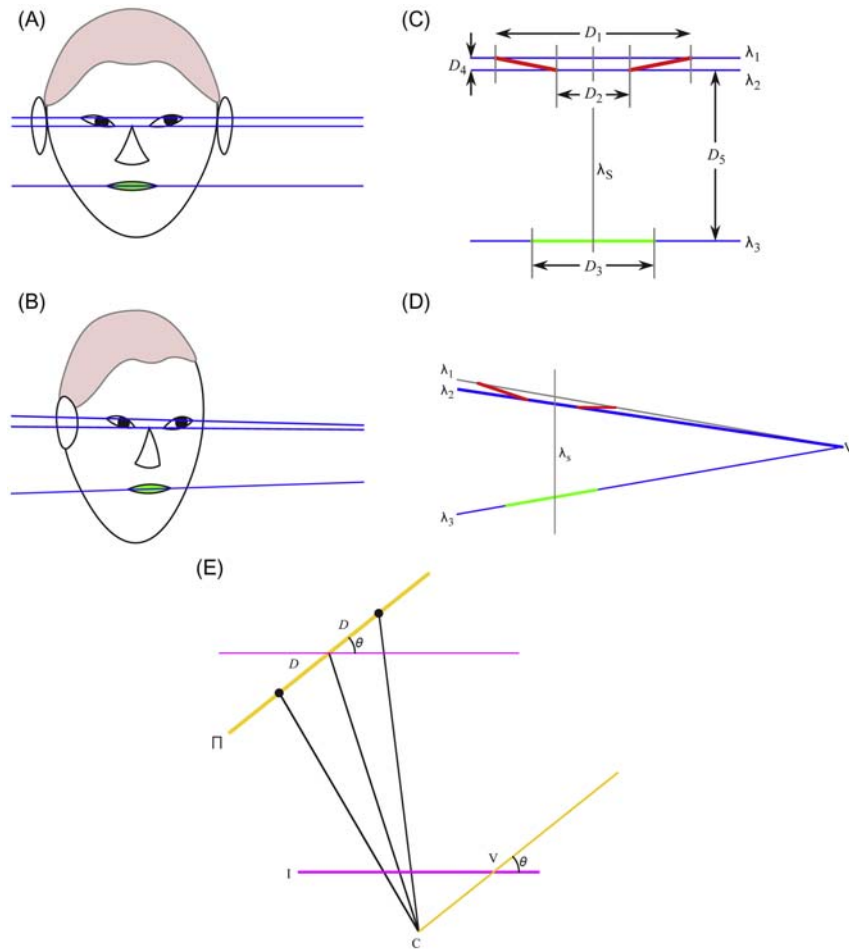 (A)
(C)
D₁
D₄
λ₁
λ₂
D₂
D₅
λS
λ₃
D₃
(B)
(D)
λ₁
λ₂
V
λs
λ₃
(E)
D
θ
D
Π
V
θ
I
C